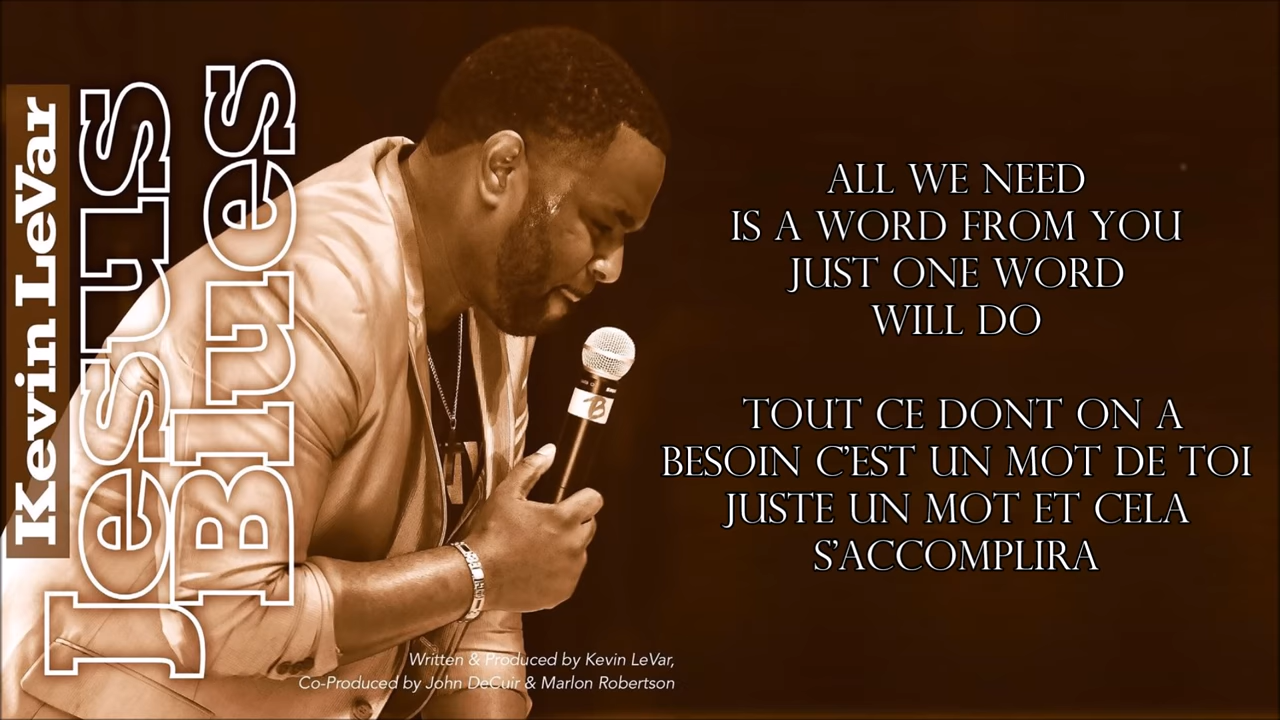 Kevin LeVar
Jesus
Blues
ALL WE NEED
IS A WORD FROM YOU
JUST ONE WORD
WILL DO
TOUT CE DONT ON A
BESOIN C'EST UN MOT DE TOI
JUSTE UN MOT ET CELA
S'ACCOMPLIRA
B
Written & Produced by Kevin LeVar,
Co-Produced by John DeCuir & Marlon Robertson